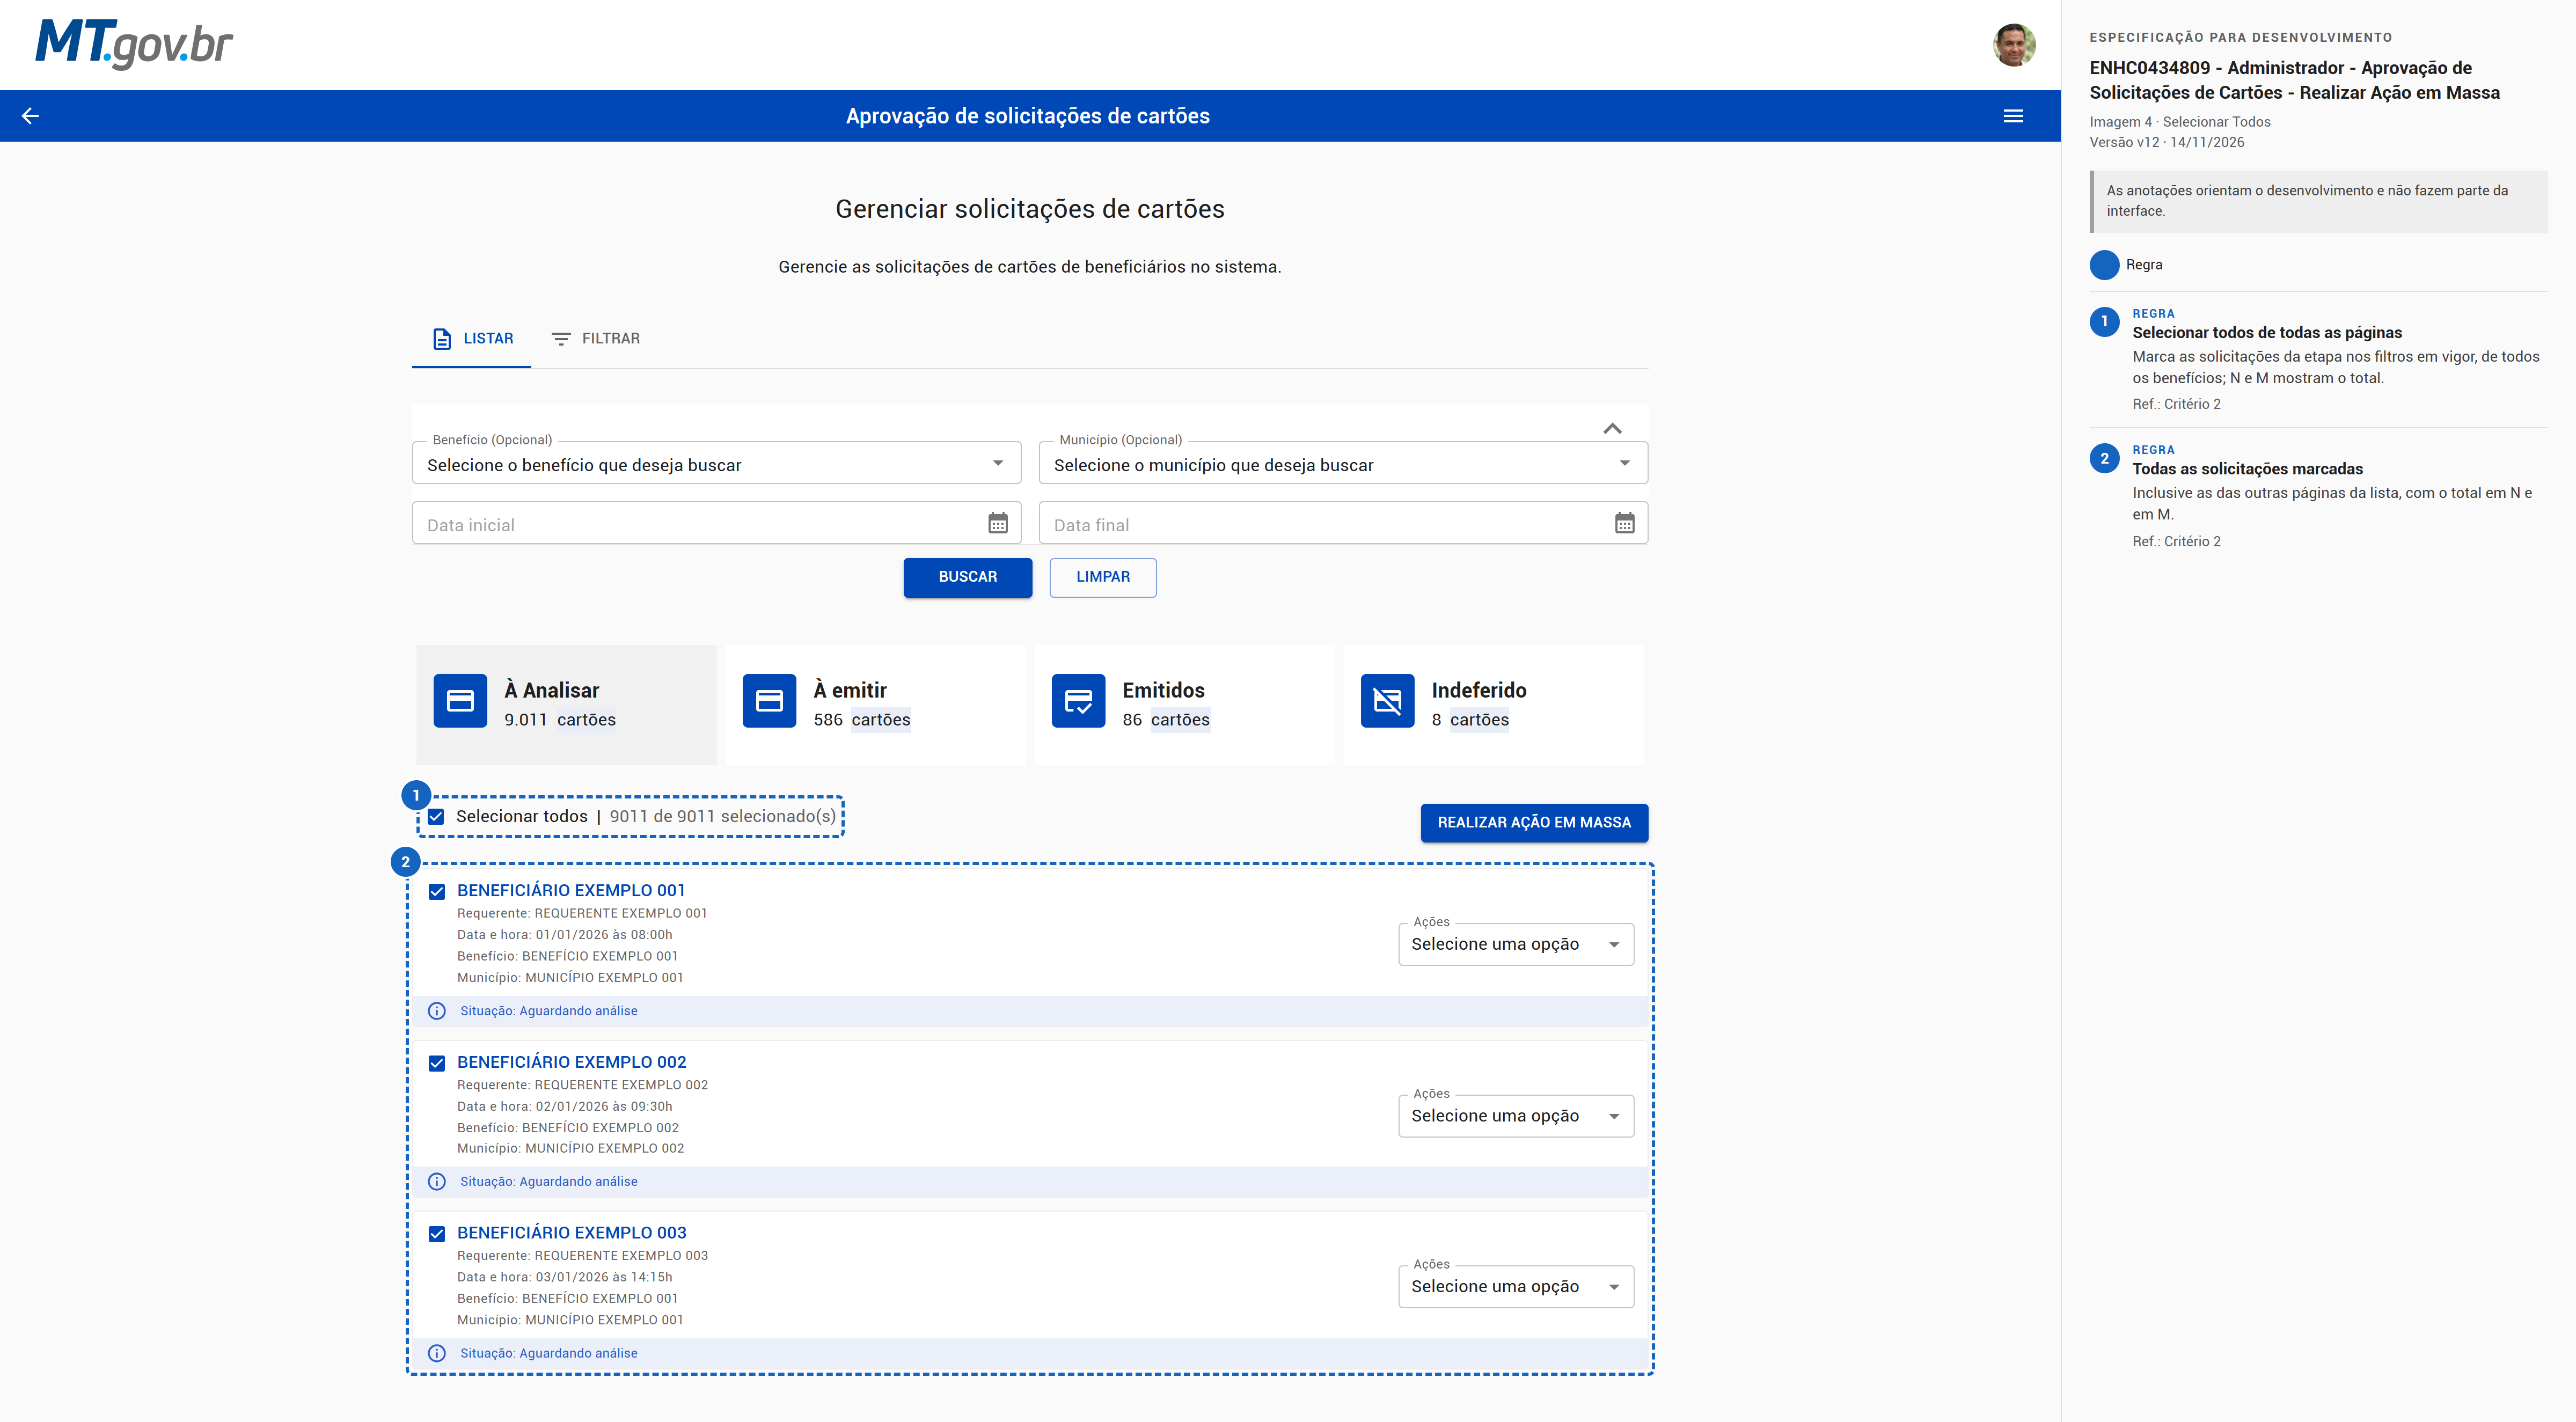 MT.gov.br
Aprovação de solicitações de cartões
Gerenciar solicitações de cartões
Gerencie as solicitações de cartões de beneficiários no sistema.
LISTAR
FILTRAR
Benefício (Opcional)
Selecione o benefício que deseja buscar
Município (Opcional)
Selecione o município que deseja buscar
Data inicial
Data final
BUSCAR
LIMPAR
À Analisar
9.011 cartões
À emitir
586 cartões
Emitidos
86 cartões
Indeferido
8 cartões
1
Selecionar todos | 9011 de 9011 selecionado(s)
REALIZAR AÇÃO EM MASSA
2
BENEFICIÁRIO EXEMPLO 001
Requerente: REQUERENTE EXEMPLO 001
Data e hora: 01/01/2026 às 08:00h
Benefício: BENEFÍCIO EXEMPLO 001
Município: MUNICÍPIO EXEMPLO 001
Ações
Selecione uma opção
Situação: Aguardando análise
BENEFICIÁRIO EXEMPLO 002
Requerente: REQUERENTE EXEMPLO 002
Data e hora: 02/01/2026 às 09:30h
Benefício: BENEFÍCIO EXEMPLO 002
Município: MUNICÍPIO EXEMPLO 002
Ações
Selecione uma opção
Situação: Aguardando análise
BENEFICIÁRIO EXEMPLO 003
Requerente: REQUERENTE EXEMPLO 003
Data e hora: 03/01/2026 às 14:15h
Benefício: BENEFÍCIO EXEMPLO 001
Município: MUNICÍPIO EXEMPLO 001
Ações
Selecione uma opção
Situação: Aguardando análise
ESPECIFICAÇÃO PARA DESENVOLVIMENTO
ENHC0434809 - Administrador - Aprovação de
Solicitações de Cartões - Realizar Ação em Massa
Imagem 4 · Selecionar Todos
Versão v12 · 14/11/2026
As anotações orientam o desenvolvimento e não fazem parte da
interface.
Regra
1
REGRA
Selecionar todos de todas as páginas
Marca as solicitações da etapa nos filtros em vigor, de todos
os benefícios; N e M mostram o total.
Ref.: Critério 2
2
REGRA
Todas as solicitações marcadas
Inclusive as das outras páginas da lista, com o total em N e
em M.
Ref.: Critério 2